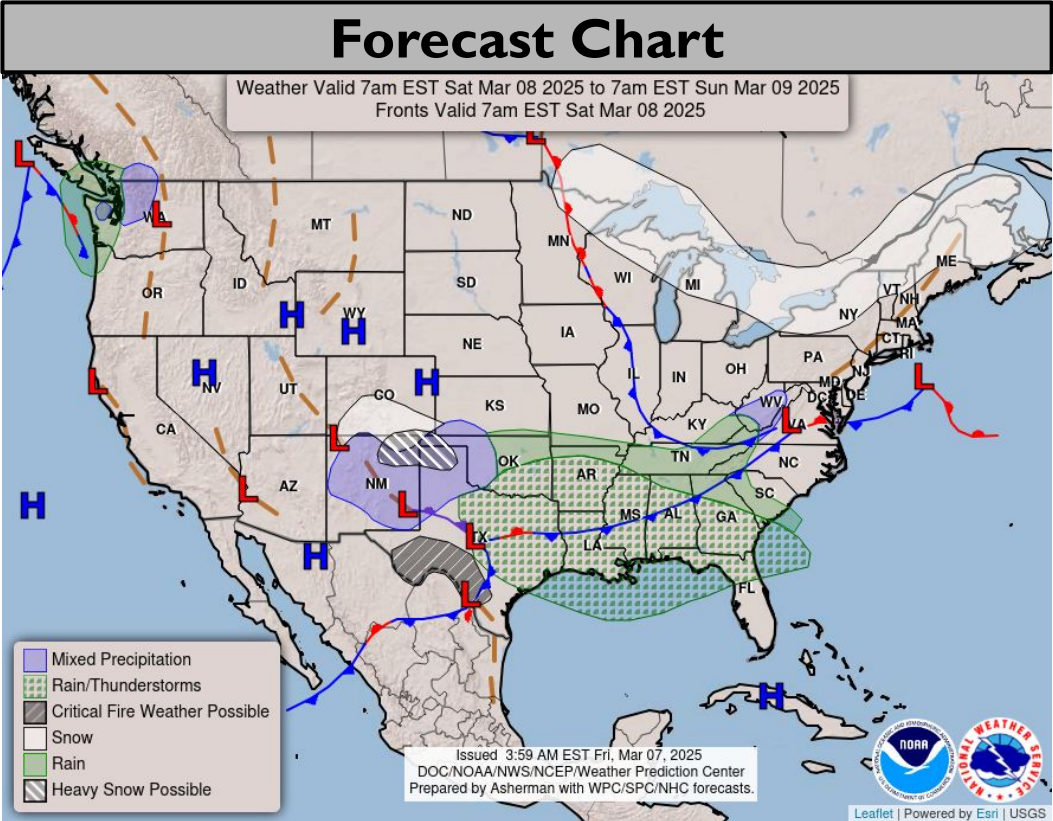 Forecast Chart
Weather Valid 7am EST Sat Mar 08 2025 to 7am EST Sun Mar 09 2025
Fronts Valid 7am EST Sat Mar 08 2025
L
L
WA
L
MT
ND
MN
ME
OR
ID
H
WY
H
SD
WI
MI
VT
NH
NY
MA
CT
RI
IA
NE
PA
NJ
L
L
H
NV
UT
CO
H
IL
IN
OH
MD
DE
DC
WV
VA
L
CA
KS
MO
KY
L
NM
OK
AR
TN
NC
SC
L
AZ
H
L
TX
L
MS
AL
GA
LA
H
L
FL
H
Mixed Precipitation
Rain/Thunderstorms
Critical Fire Weather Possible
Snow
Rain
Heavy Snow Possible
Issued 3:59 AM EST Fri, Mar 07, 2025
DOC/NOAA/NWS/NCEP/Weather Prediction Center
Prepared by Asherman with WPC/SPC/NHC forecasts.
NOAA
NATIONAL WEATHER SERVICE
Leaflet | Powered by Esri | USGS